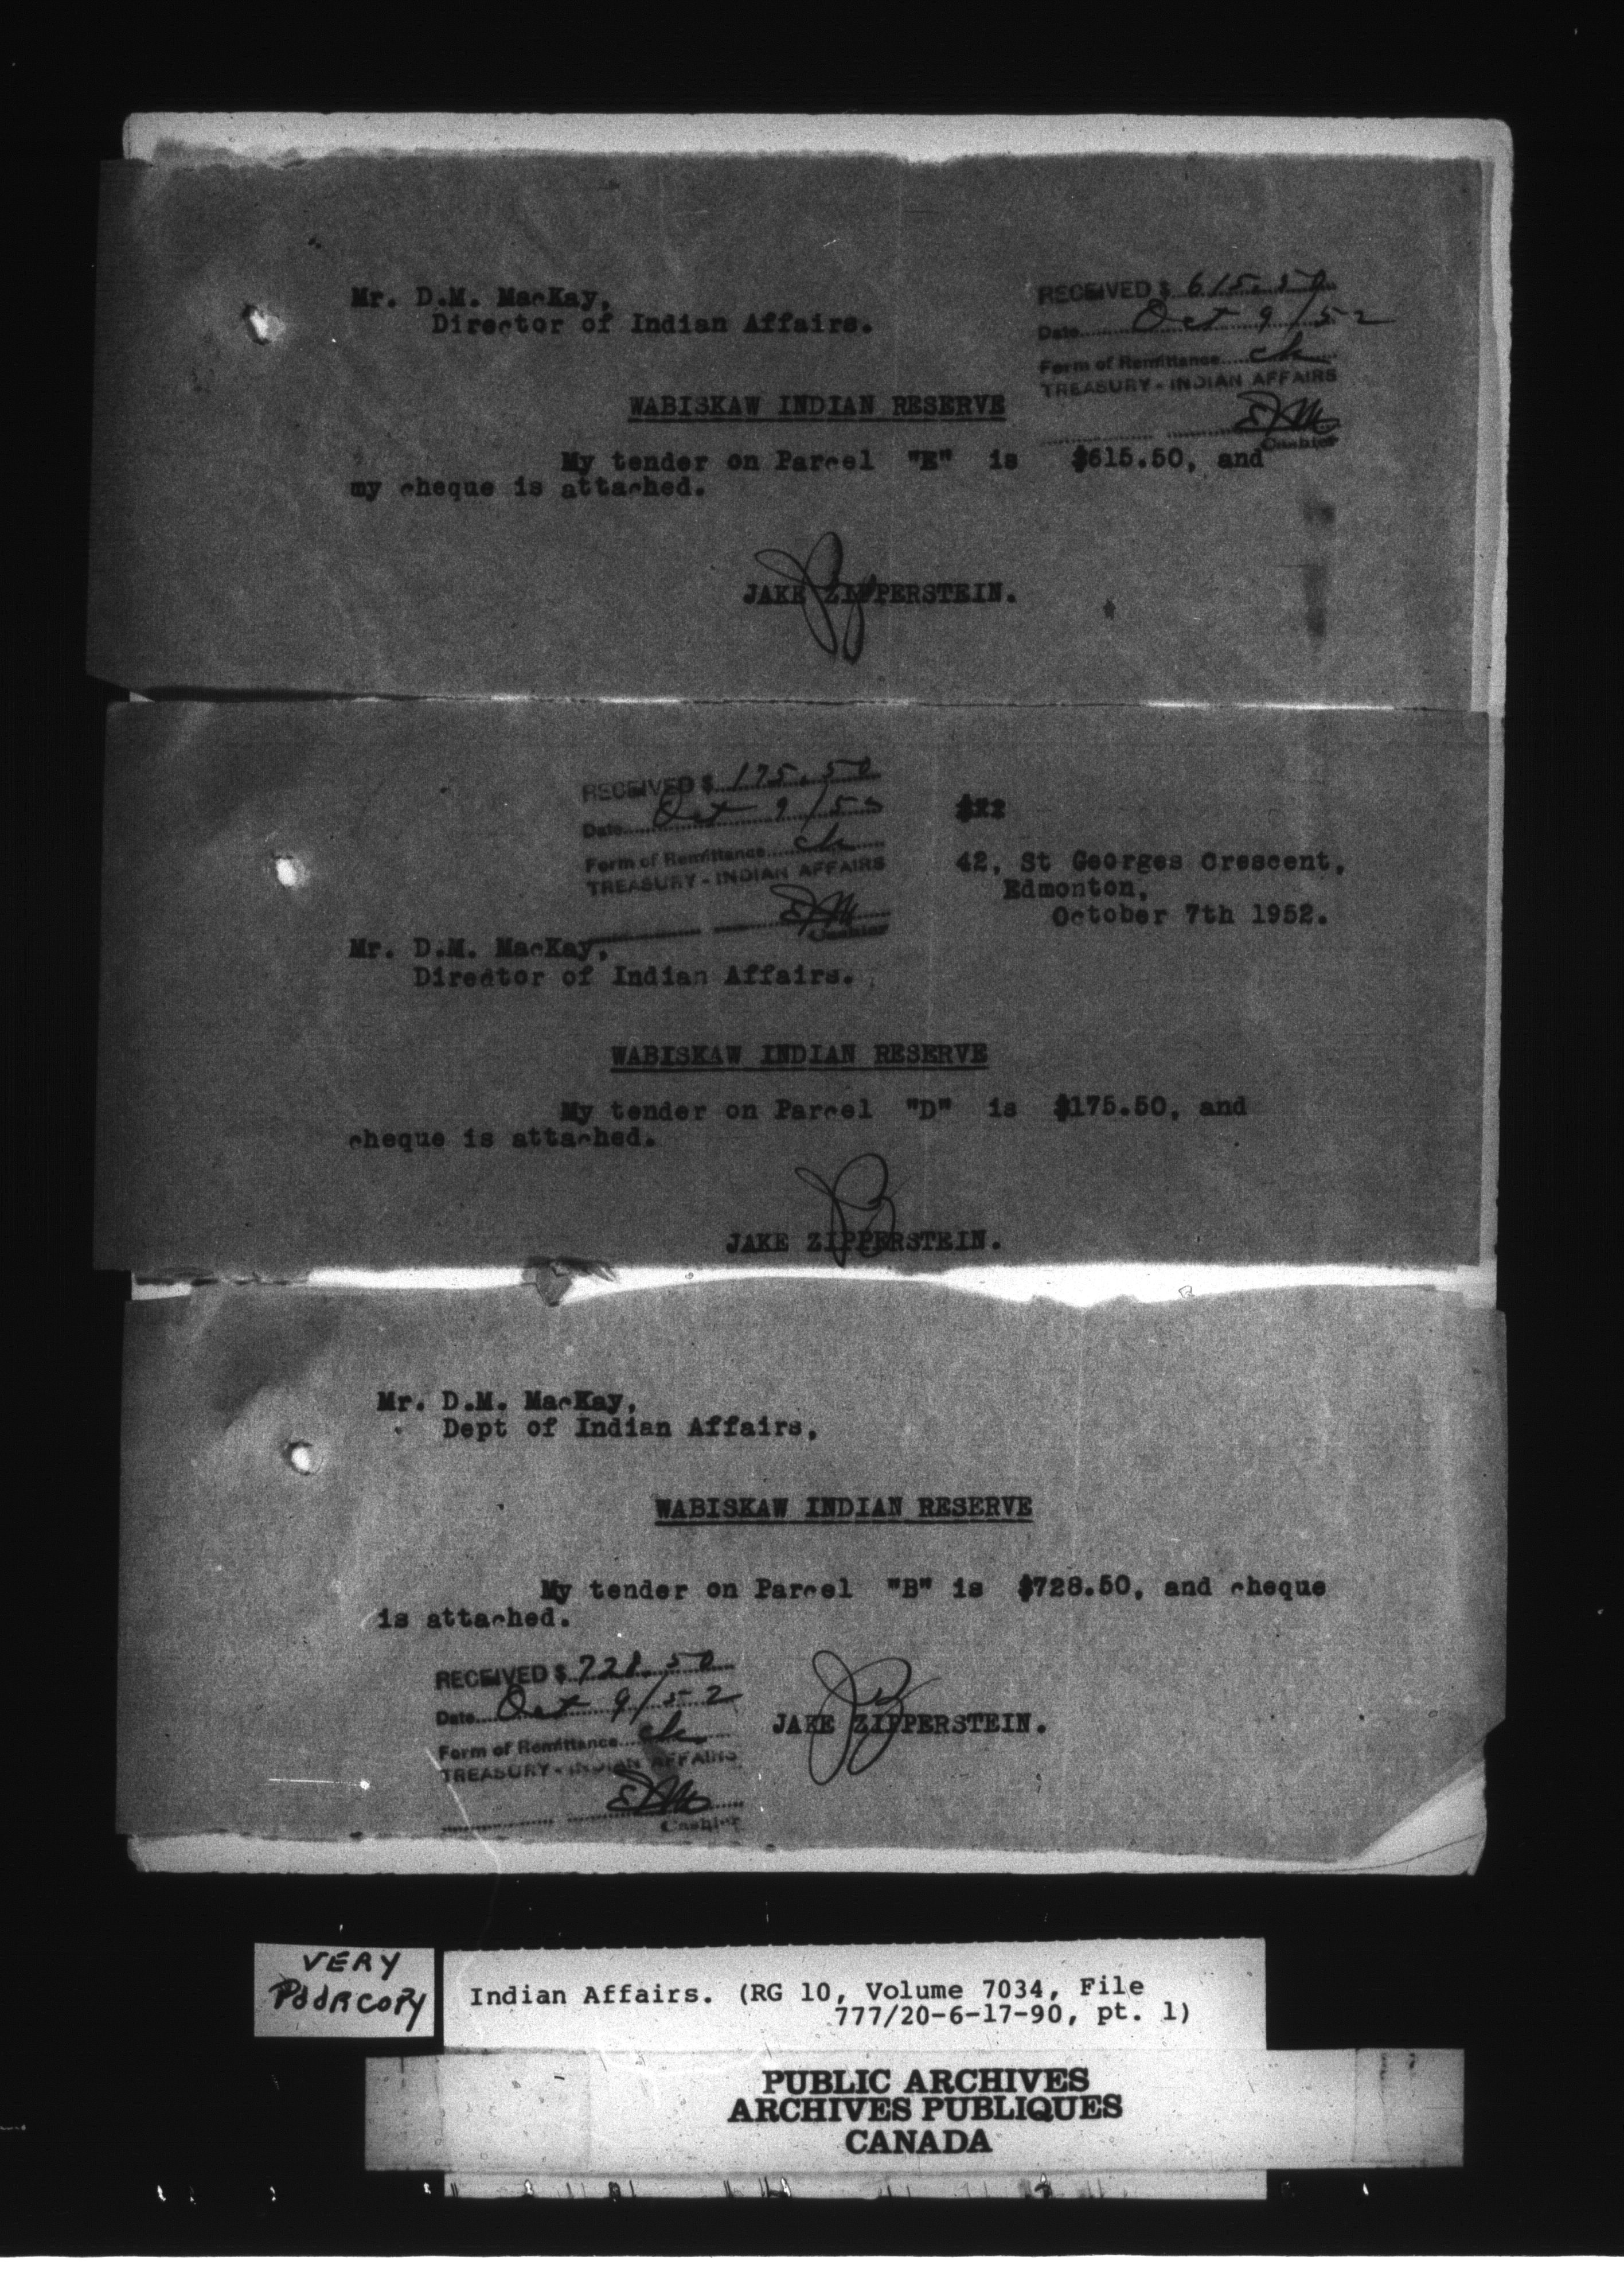 Mr. D.M. MacKay,
Director of Indian Affairs.
RECEIVED $ 615.50
Date Oct 9/52
Form of Remittance ck
TREASURY - INDIAN AFFAIRS
Cashier
WABISKAW INDIAN RESERVE
My tender on Parcel "E" is $615.50, and
my cheque is attached.
JAKE ZIPPERSTEIN.
RECEIVED $ 175.50
Date Oct 9/52
Form of Remittance ck
TREASURY - INDIAN AFFAIRS
Cashier
42, St Georges Crescent,
Edmonton,
October 7th 1952.
Mr. D.M. MacKay,
Director of Indian Affairs.
WABISKAW INDIAN RESERVE
My tender on Parcel "D" is $175.50, and
cheque is attached.
JAKE ZIPPERSTEIN.
Mr. D.M. MacKay,
Dept of Indian Affairs,
WABISKAW INDIAN RESERVE
My tender on Parcel "B" is $728.50, and cheque
is attached.
RECEIVED $ 728.50
Date Oct 9/52
Form of Remittance ck
TREASURY - INDIAN AFFAIRS
Cashier
JAKE ZIPPERSTEIN.
VERY
POOR COPY
Indian Affairs. (RG 10, Volume 7034, File
777/20-6-17-90, pt. 1)
PUBLIC ARCHIVES
ARCHIVES PUBLIQUES
CANADA